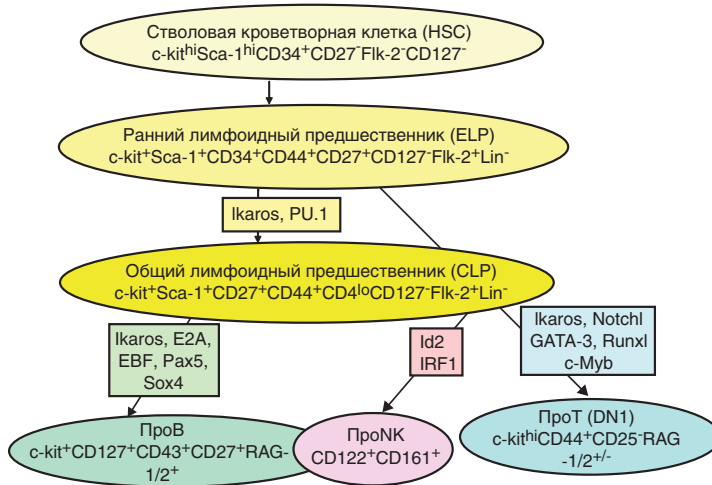 Стволовая кроветворная клетка (HSC)
c-kithiSca-1hiCD34+CD27-Flk-2-CD127-
Ранний лимфоидный предшественник (ELP)
c-kit+Sca-1+CD34+CD44+CD27+CD127-Flk-2+Lin-
Ikaros, PU.1
Общий лимфоидный предшественник (CLP)
c-kit+Sca-1+CD27+CD44+CD4loCD127-Flk-2+Lin-
Ikaros, E2A,
EBF, Pax5,
Sox4
Id2
IRF1
Ikaros, Notchl
GATA-3, Runxl
c-Myb
ПроВ
c-kit+CD127+CD43+CD27+RAG-
1/2+
ПроNK
CD122+CD161+
ПроТ (DN1)
c-kithiCD44+CD25-RAG
-1/2+/-